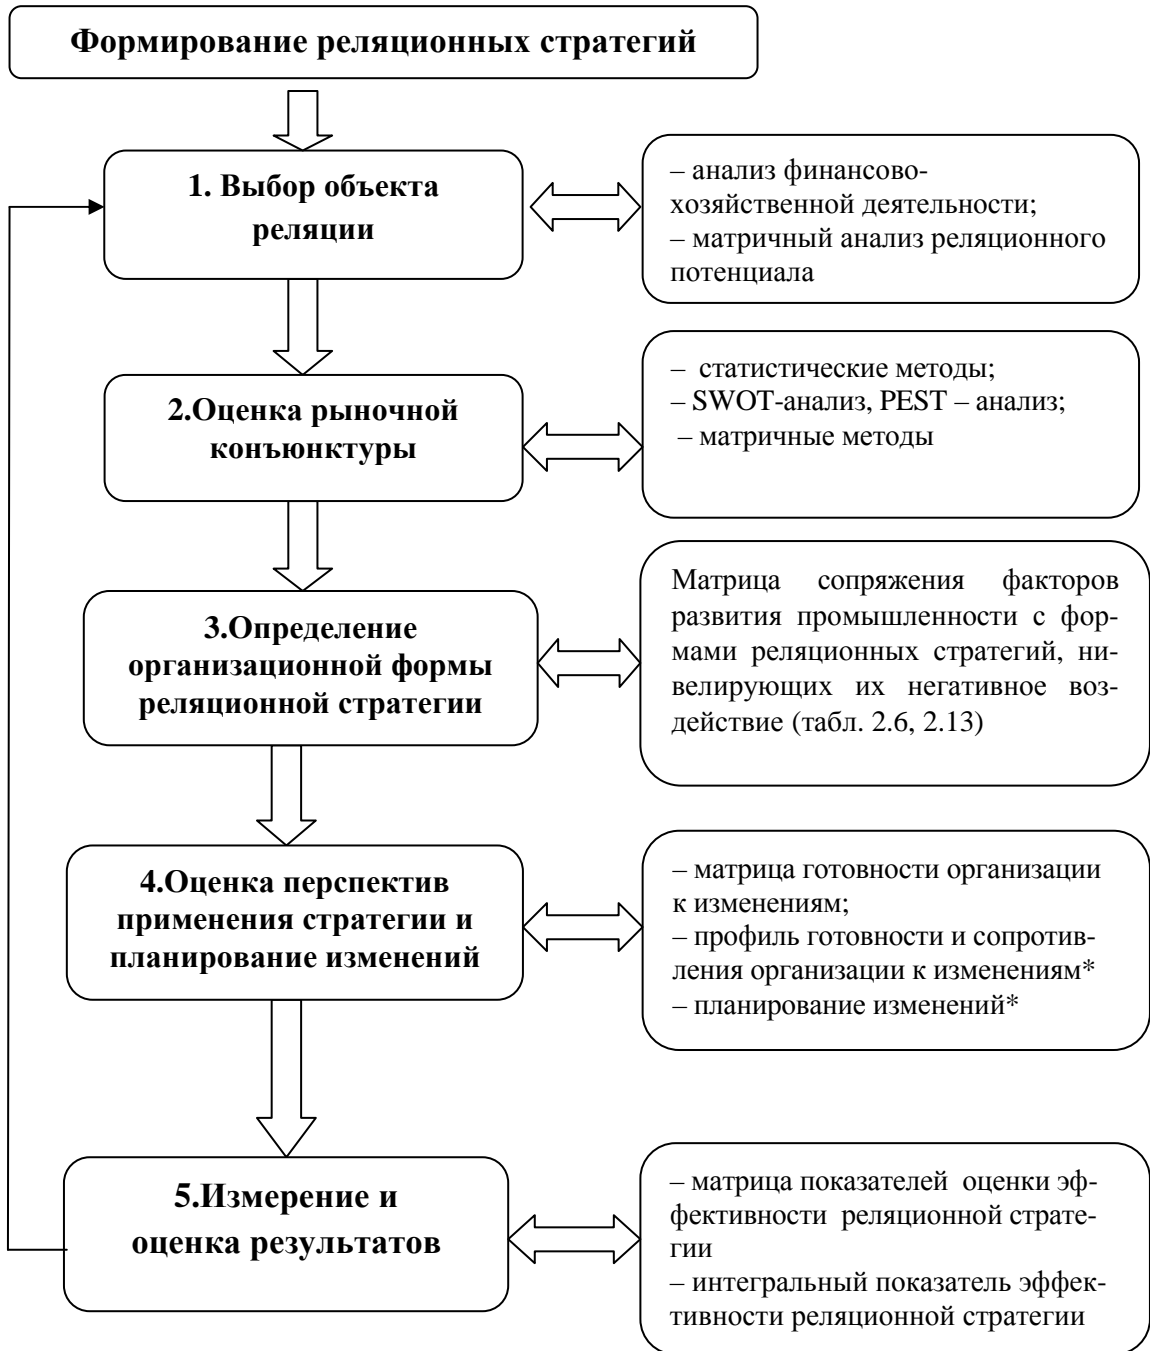 Формирование реляционных стратегий
1. Выбор объекта
реляции
– анализ финансово-
хозяйственной деятельности;
– матричный анализ реляционного
потенциала
2.Оценка рыночной
конъюнктуры
– статистические методы;
– SWOT-анализ, PEST – анализ;
– матричные методы
3.Определение
организационной формы
реляционной стратегии
Матрица сопряжения факторов
развития промышленности с фор-
мами реляционных стратегий, ни-
велирующих их негативное воз-
действие (табл. 2.6, 2.13)
4.Оценка перспектив
применения стратегии и
планирование изменений
– матрица готовности организации
к изменениям;
– профиль готовности и сопротив-
ления организации к изменениям*
– планирование изменений*
5.Измерение и
оценка результатов
– матрица показателей оценки эф-
фективности реляционной страте-
гии
– интегральный показатель эффек-
тивности реляционной стратегии